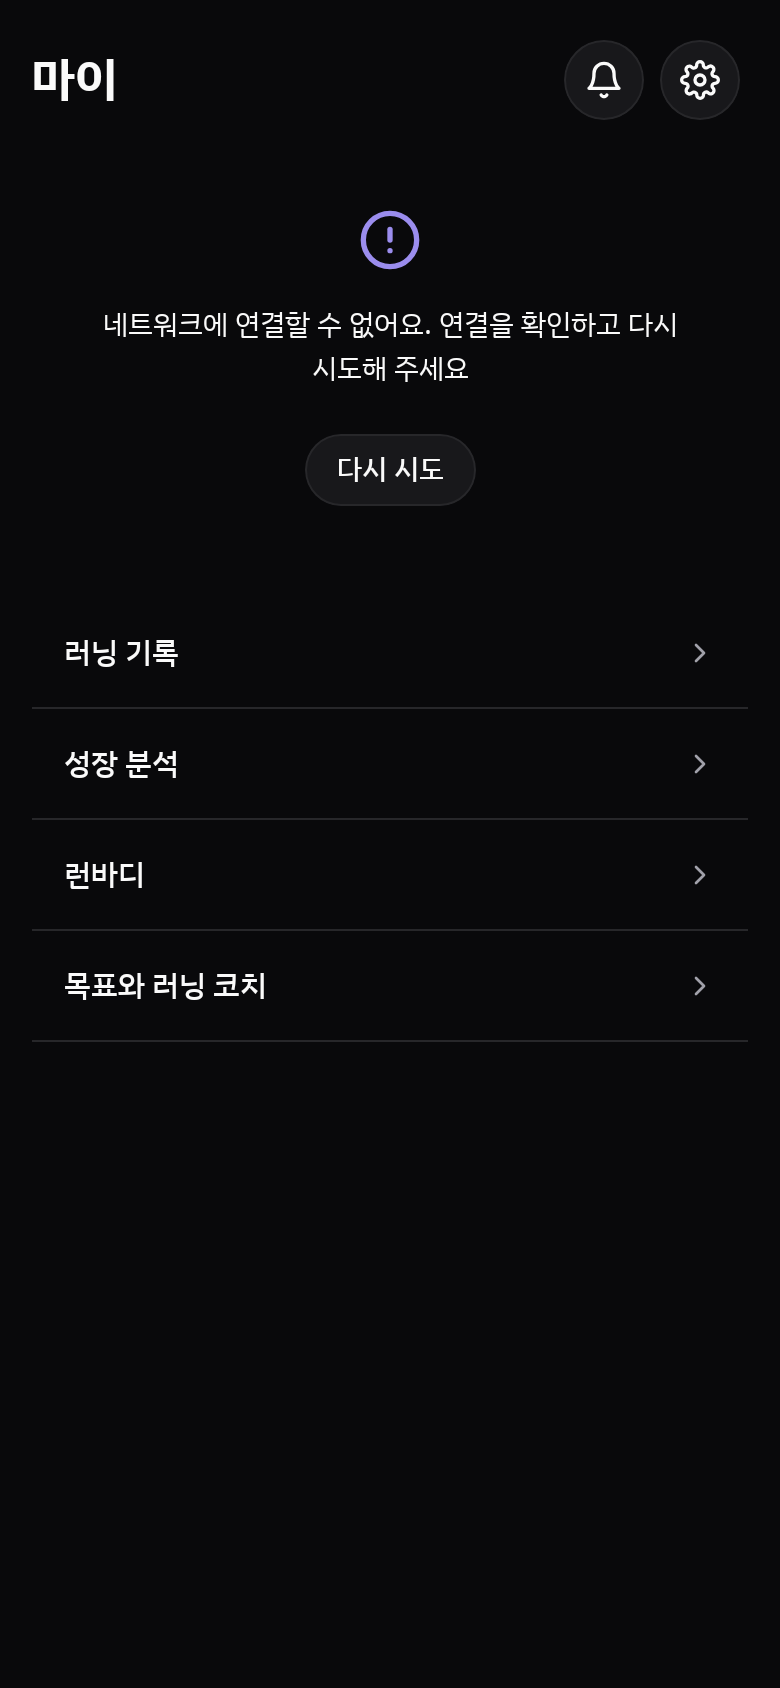 마이
네트워크에 연결할 수 없어요. 연결을 확인하고 다시
시도해 주세요
다시 시도
러닝 기록
성장 분석
런바디
목표와 러닝 코치